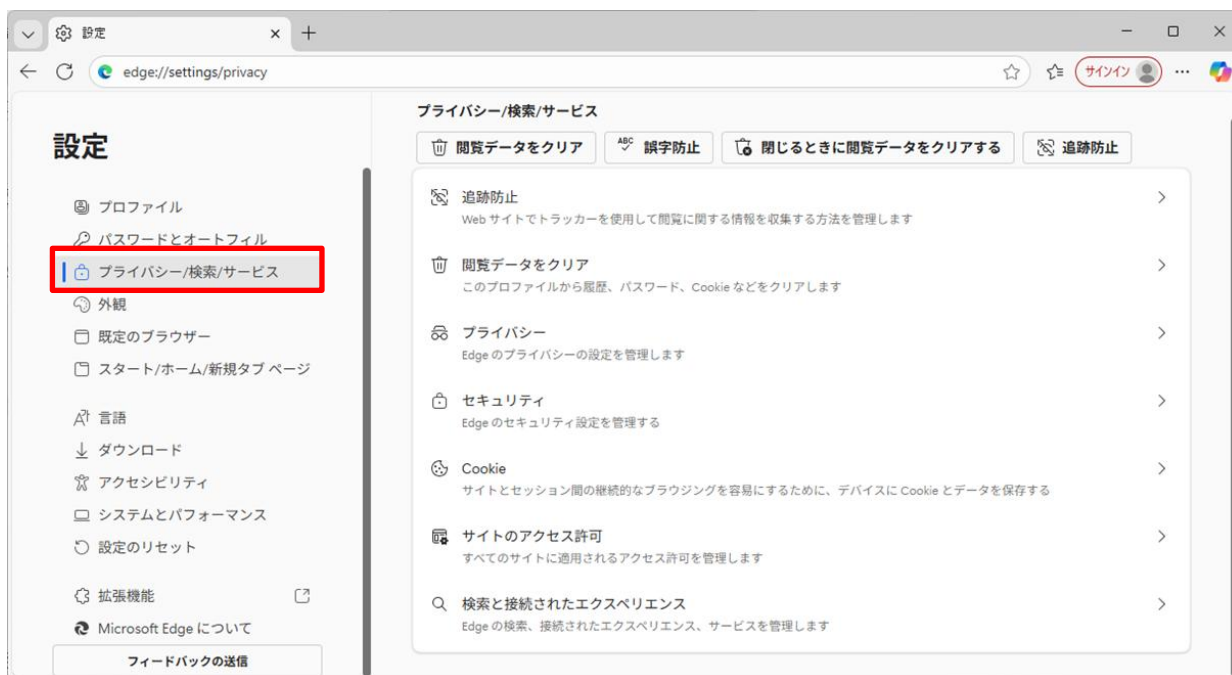 設定
edge://settings/privacy
サインイン
設定
プロファイル
パスワードとオートフィル
プライバシー/検索/サービス
外観
既定のブラウザー
スタート/ホーム/新規タブ ページ
言語
ダウンロード
アクセシビリティ
システムとパフォーマンス
設定のリセット
拡張機能
Microsoft Edge について
フィードバックの送信
プライバシー/検索/サービス
閲覧データをクリア
ABC 誤字防止
閉じるときに閲覧データをクリアする
追跡防止
追跡防止
Web サイトでトラッカーを使用して閲覧に関する情報を収集する方法を管理します
閲覧データをクリア
このプロファイルから履歴、パスワード、Cookie などをクリアします
プライバシー
Edge のプライバシーの設定を管理します
セキュリティ
Edge のセキュリティ設定を管理する
Cookie
サイトとセッション間の継続的なブラウジングを容易にするために、デバイスに Cookie とデータを保存する
サイトのアクセス許可
すべてのサイトに適用されるアクセス許可を管理します
検索と接続されたエクスペリエンス
Edge の検索、接続されたエクスペリエンス、サービスを管理します